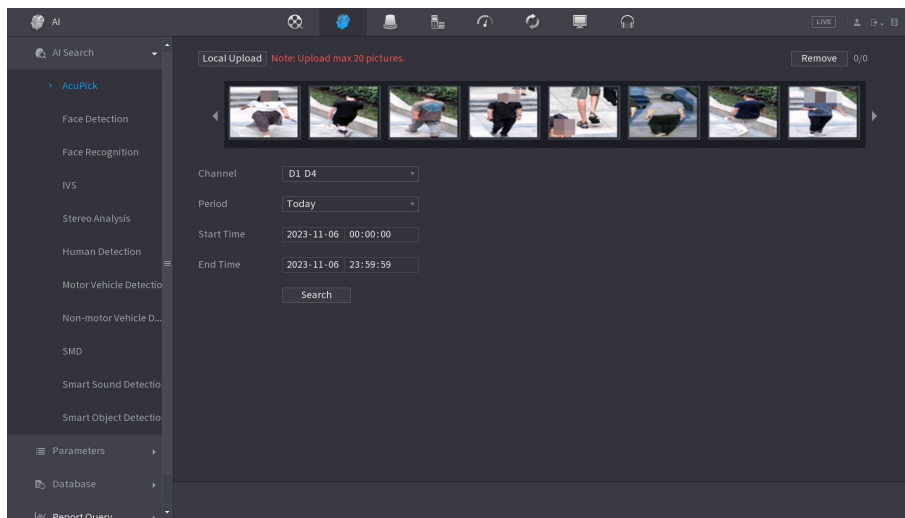 AI
LIVE
AI Search
Local Upload Note: Upload max 20 pictures. Remove 0/0
AcuPick
Face Detection
Face Recognition
IVS
Stereo Analysis
Human Detection
Motor Vehicle Detectio
Non-motor Vehicle D...
SMD
Smart Sound Detectio
Smart Object Detectio
Parameters
Database
Report Query
Channel D1 D4
Period Today
Start Time 2023-11-06 00:00:00
End Time 2023-11-06 23:59:59
Search